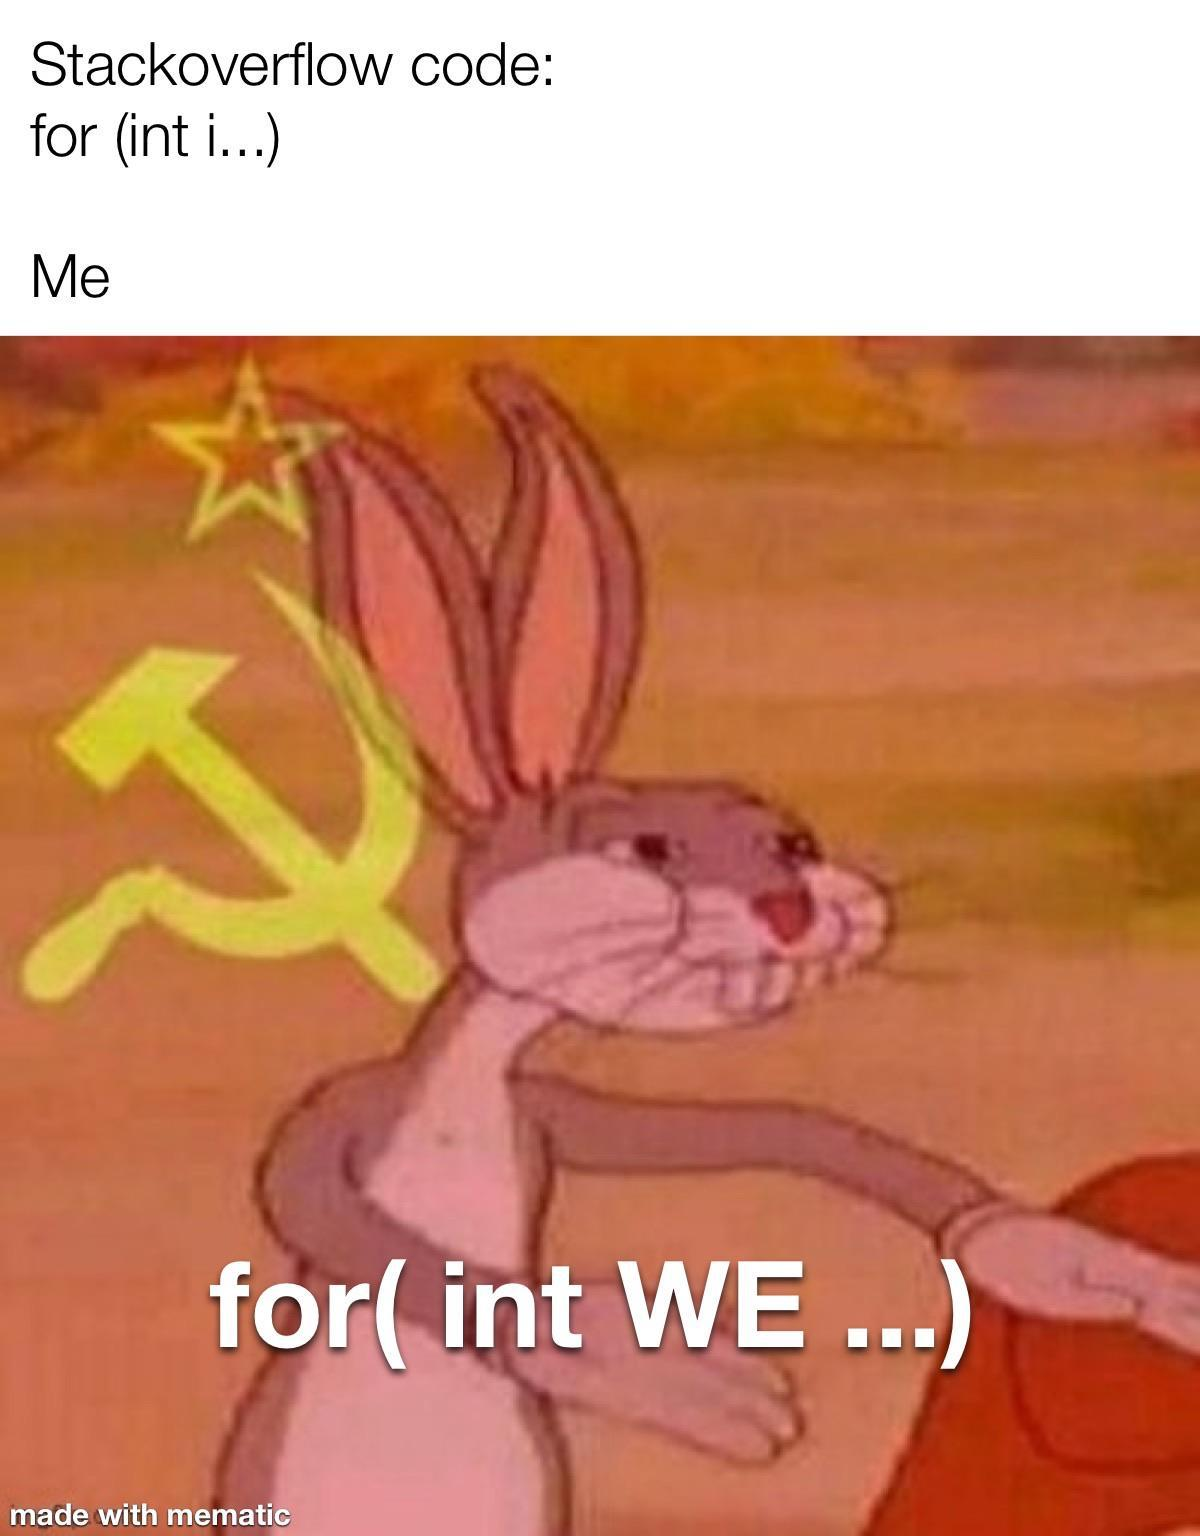 Stackoverflow code:
for (int i...)
Me
for( int WE ...)
made with mematic